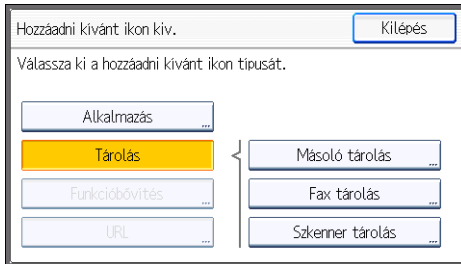 Hozzáadni kívánt ikon kiv. Kilépés
Válassza ki a hozzáadni kívánt ikon típusát.
Alkalmazás
Tárolás Másoló tárolás
Funkcióbővítés Fax tárolás
URL Szkenner tárolás